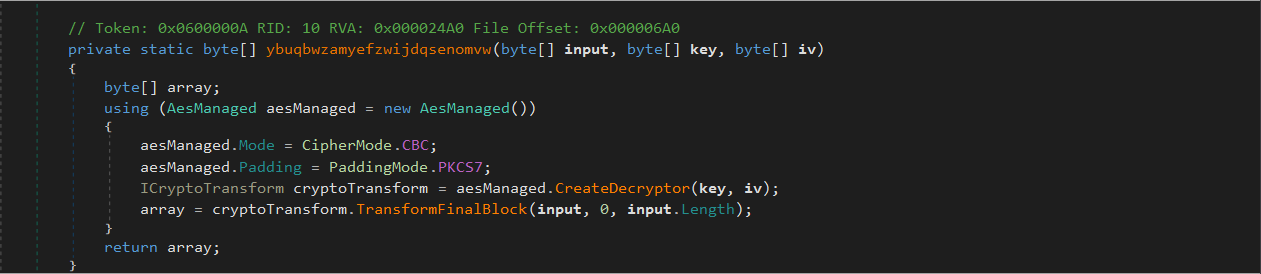 // Token: 0x0600000A RID: 10 RVA: 0x000024A0 File Offset: 0x000006A0
private static byte[] ybuqbwzamyefzwijdqsenomvw(byte[] input, byte[] key, byte[] iv)
{
byte[] array;
using (AesManaged aesManaged = new AesManaged())
{
aesManaged.Mode = CipherMode.CBC;
aesManaged.Padding = PaddingMode.PKCS7;
ICryptoTransform cryptoTransform = aesManaged.CreateDecryptor(key, iv);
array = cryptoTransform.TransformFinalBlock(input, 0, input.Length);
}
return array;
}